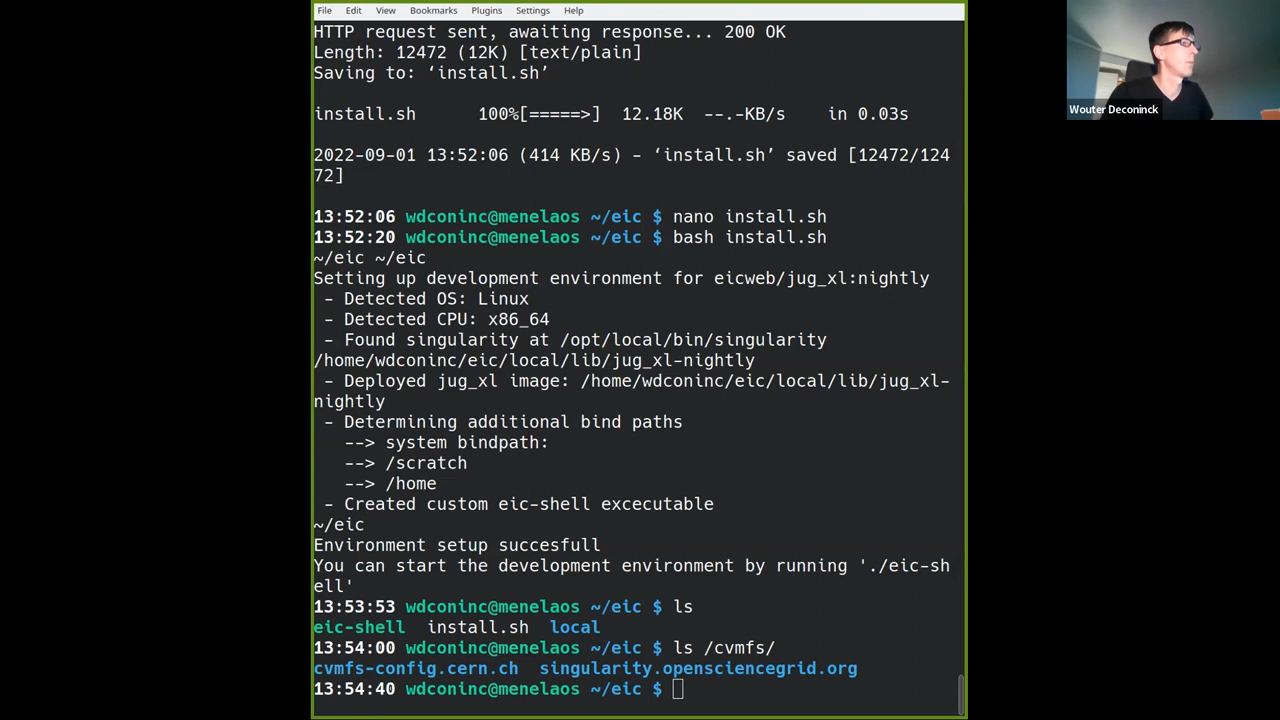 File Edit View Bookmarks Plugins Settings Help
HTTP request sent, awaiting response... 200 OK
Length: 12472 (12K) [text/plain]
Saving to: ‘install.sh’
install.sh 100%[=====>] 12.18K --.-KB/s in 0.03s
2022-09-01 13:52:06 (414 KB/s) - ‘install.sh’ saved [12472/124
72]
13:52:06 wdconinc@menelaos ~/eic $ nano install.sh
13:52:20 wdconinc@menelaos ~/eic $ bash install.sh
~/eic ~/eic
Setting up development environment for eicweb/jug_xl:nightly
- Detected OS: Linux
- Detected CPU: x86_64
- Found singularity at /opt/local/bin/singularity
/home/wdconinc/eic/local/lib/jug_xl-nightly
- Deployed jug_xl image: /home/wdconinc/eic/local/lib/jug_xl-
nightly
- Determining additional bind paths
--> system bindpath:
--> /scratch
--> /home
- Created custom eic-shell excecutable
~/eic
Environment setup succesfull
You can start the development environment by running './eic-sh
ell'
13:53:53 wdconinc@menelaos ~/eic $ ls
eic-shell install.sh local
13:54:00 wdconinc@menelaos ~/eic $ ls /cvmfs/
cvmfs-config.cern.ch singularity.opensciencegrid.org
13:54:40 wdconinc@menelaos ~/eic $
Wouter Deconinck